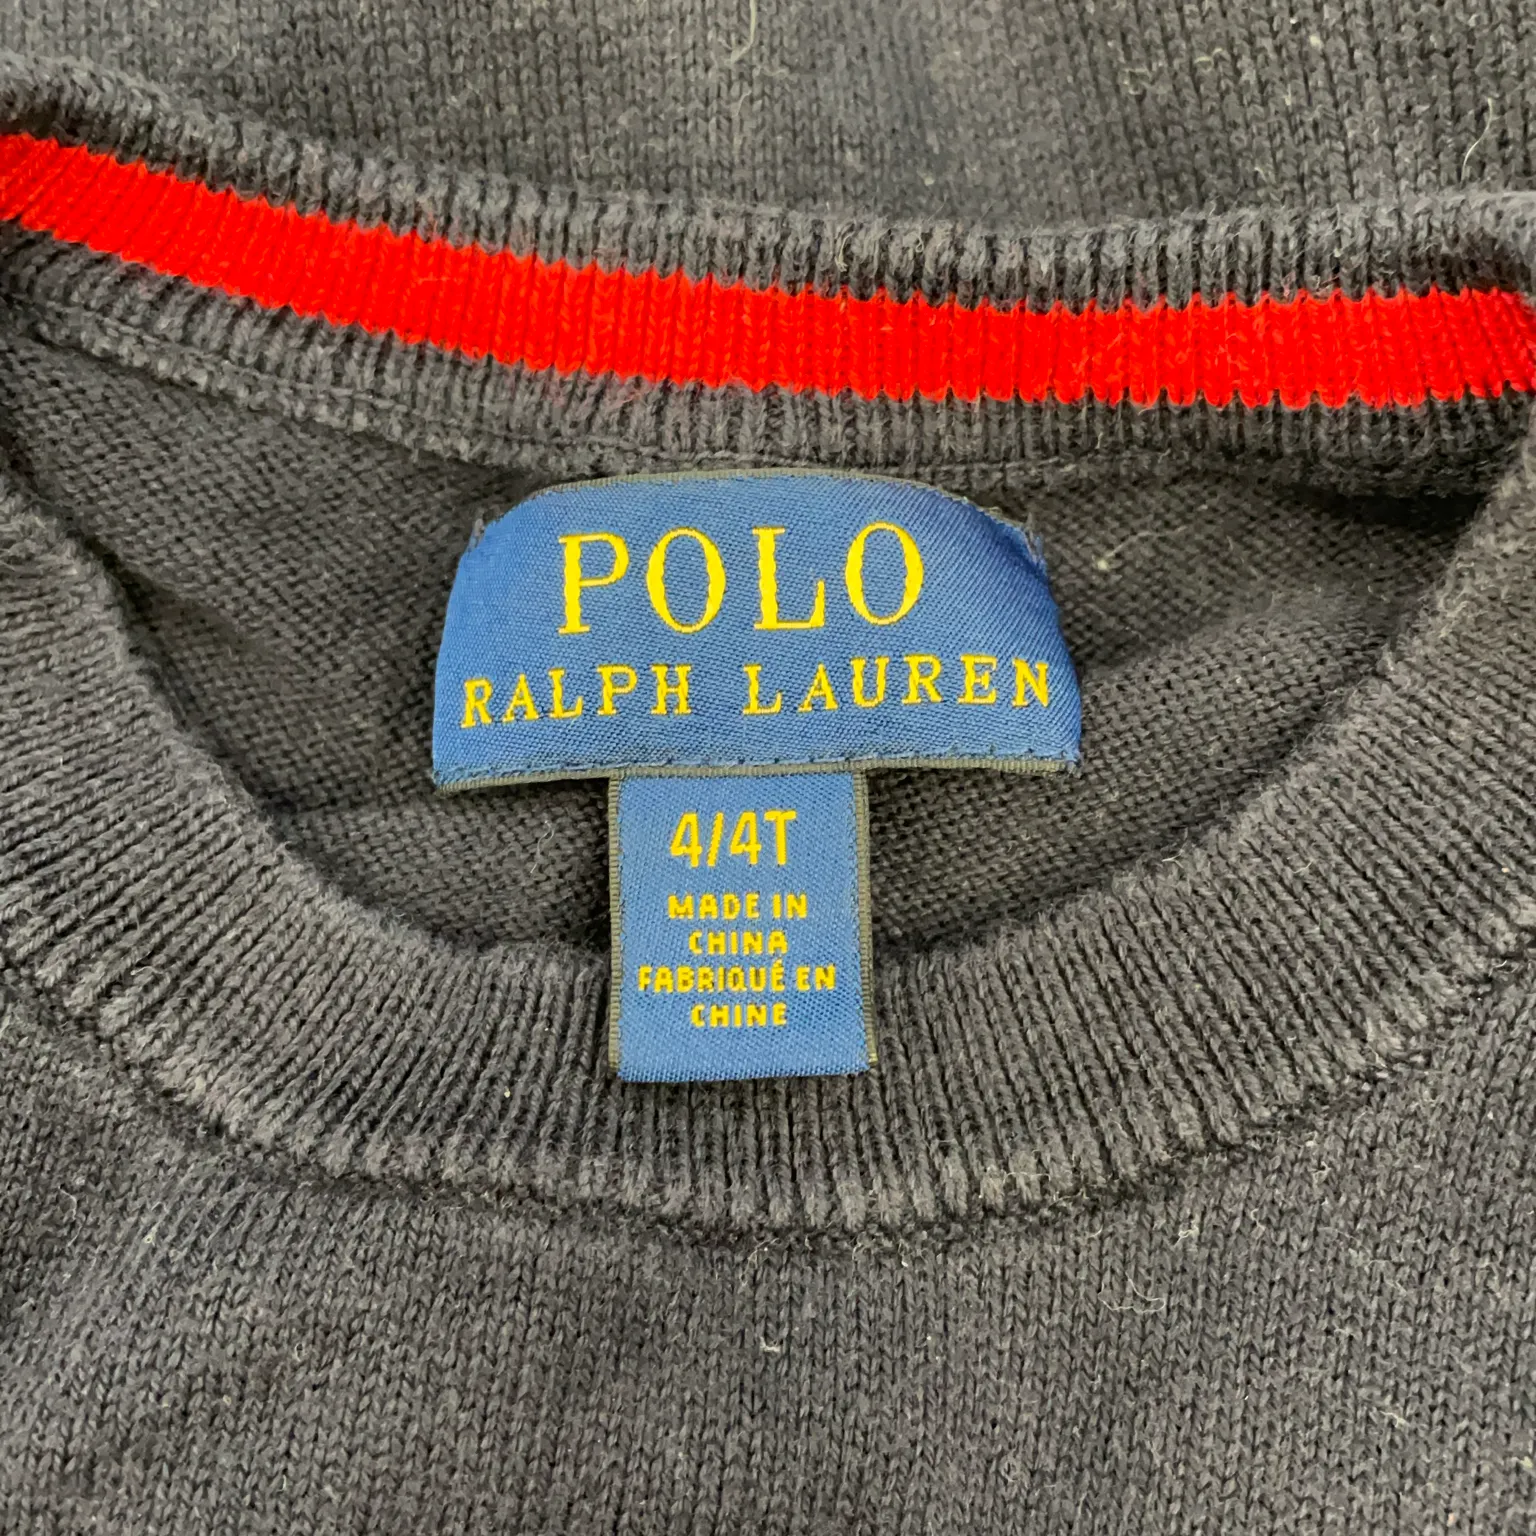 POLO
RALPH LAUREN
4/4T
MADE IN
CHINA
FABRIQUÉ EN
CHINE